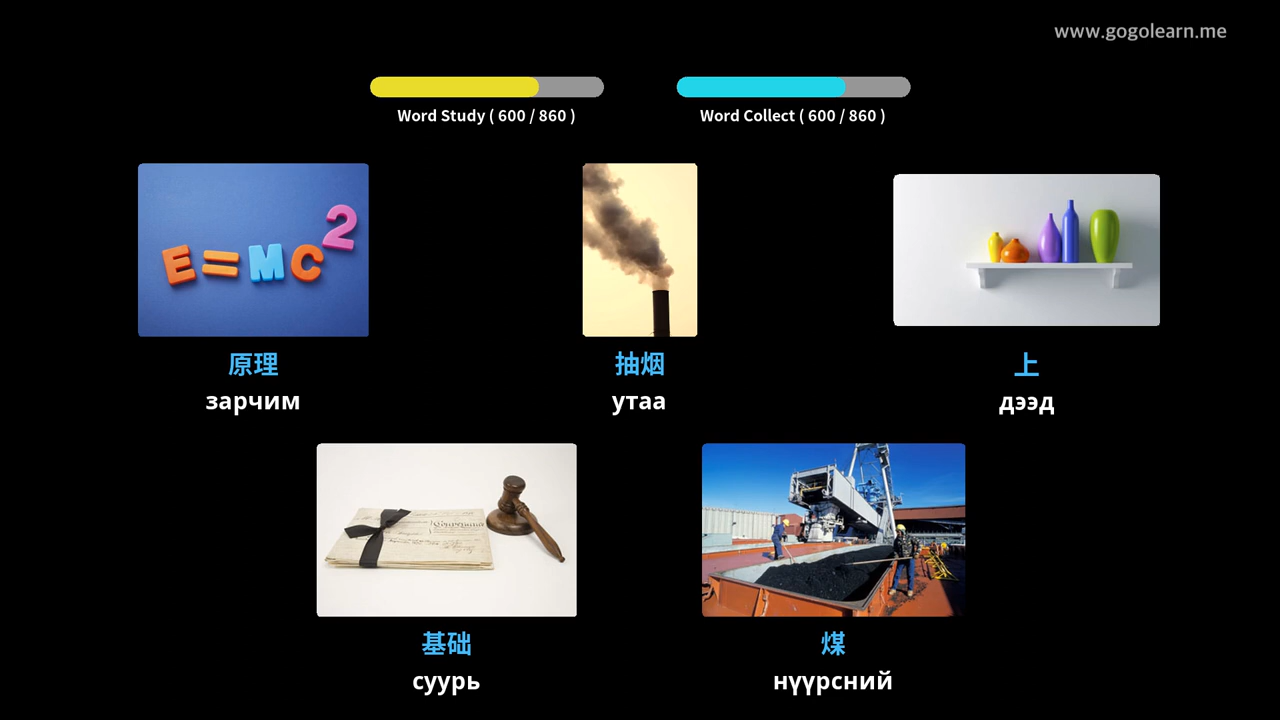 www.gogolearn.me
Word Study ( 600 / 860 )
Word Collect ( 600 / 860 )
E=MC²
原理
зарчим
抽烟
утаа
上
дээд
基础
суурь
煤
нүүрсний